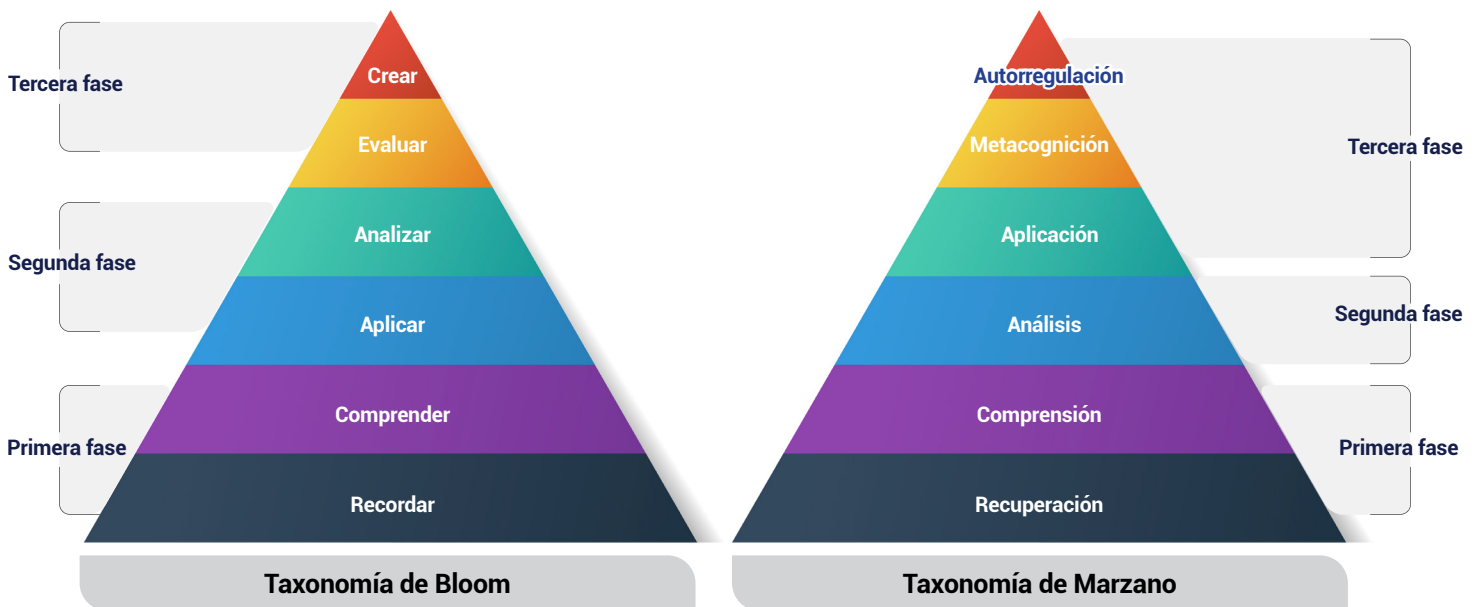 Tercera fase
Segunda fase
Primera fase
Crear
Evaluar
Analizar
Aplicar
Comprender
Recordar
Taxonomía de Bloom
Autorregulación
Metacognición
Aplicación
Análisis
Comprensión
Recuperación
Tercera fase
Segunda fase
Primera fase
Taxonomía de Marzano